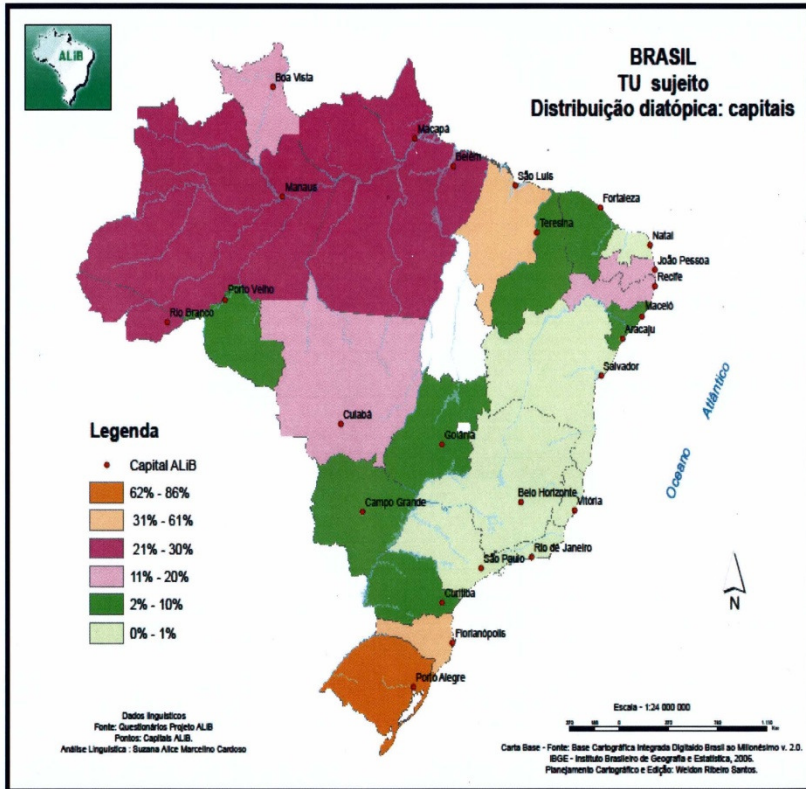 ALiB
BRASIL
TU sujeito
Distribuição diatópica: capitais
Boa Vista
Macapá
Belém
São Luís
Manaus
Fortaleza
Teresina
Natal
João Pessoa
Recife
Porto Velho
Maceió
Rio Branco
Aracaju
Salvador
Oceano Atlântico
Cuiabá
Goiânia
Legenda
Capital ALiB
62% - 86%
31% - 61%
21% - 30%
11% - 20%
2% - 10%
0% - 1%
Campo Grande
Belo Horizonte
Vitória
Rio de Janeiro
São Paulo
Curitiba
Florianópolis
Porto Alegre
N
Dados linguísticos
Fonte: Questionários Projeto ALiB
Pontos: Capitais ALiB.
Análise Linguística : Suzana Alice Marcelino Cardoso
Escala - 1:24 000 000
Carta Base - Fonte: Base Cartográfica Integrada Digitaldo Brasil ao Milionésimo v. 2.0.
IBGE - Instituto Brasileiro de Geografia e Estatística, 2006.
Planejamento Cartográfico e Edição: Weldon Ribeiro Santos.